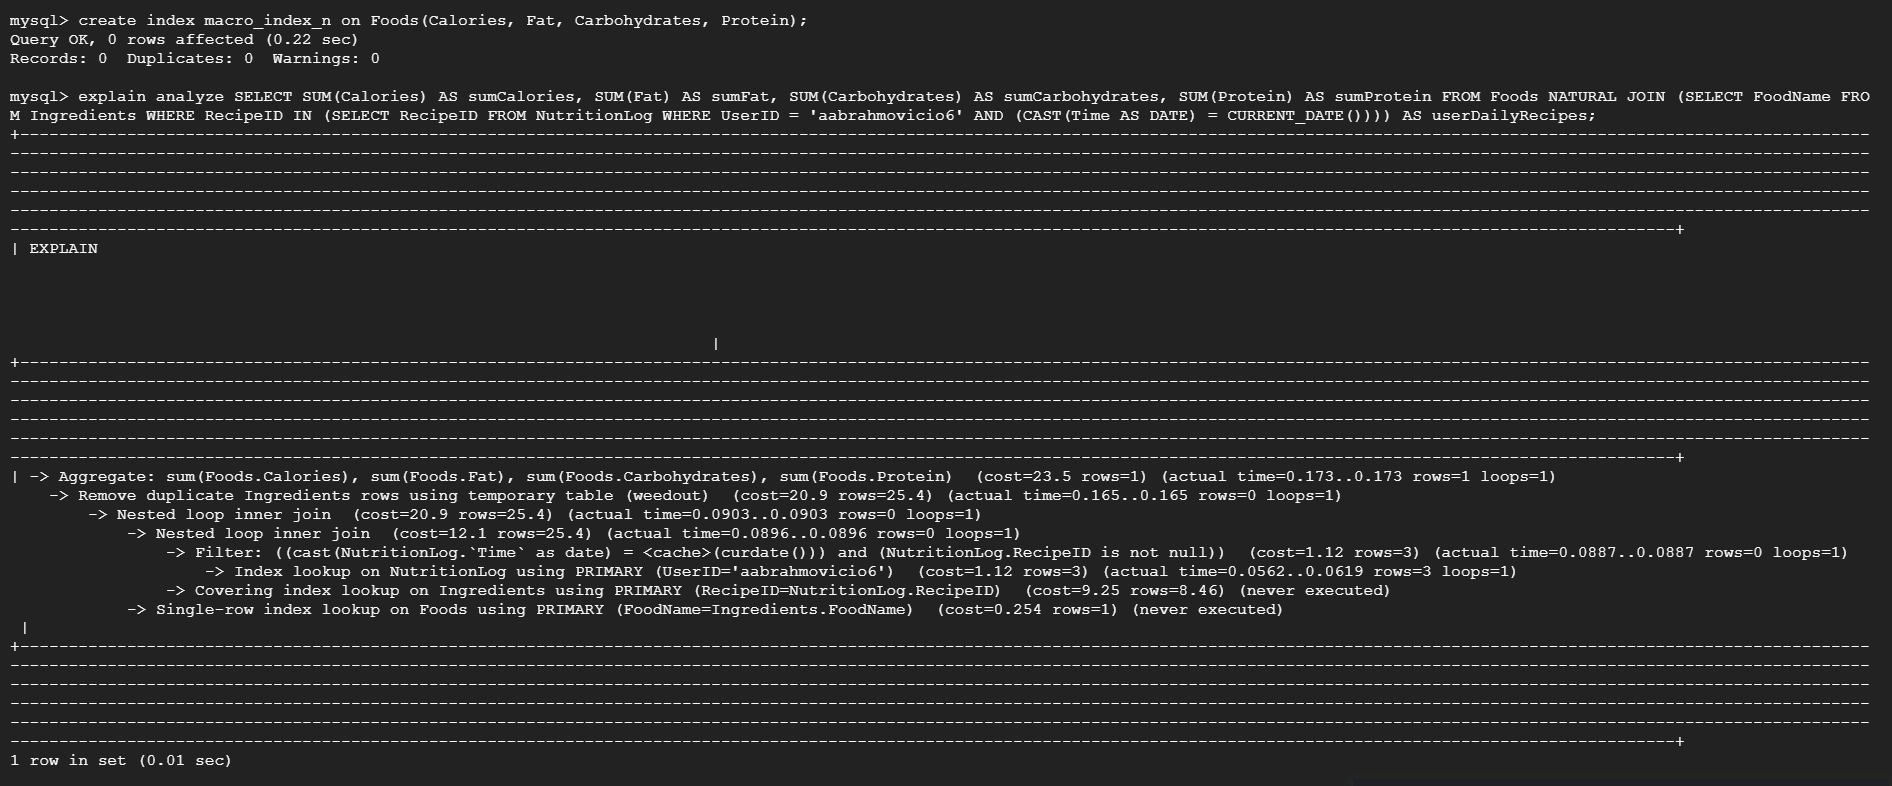 mysql> create index macro_index_n on Foods(Calories, Fat, Carbohydrates, Protein);
Query OK, 0 rows affected (0.22 sec)
Records: 0  Duplicates: 0  Warnings: 0
mysql> explain analyze SELECT SUM(Calories) AS sumCalories, SUM(Fat) AS sumFat, SUM(Carbohydrates) AS sumCarbohydrates, SUM(Protein) AS sumProtein FROM Foods NATURAL JOIN (SELECT FoodName FRO
M Ingredients WHERE RecipeID IN (SELECT RecipeID FROM NutritionLog WHERE UserID = 'aabrahmovicio6' AND (CAST(Time AS DATE) = CURRENT_DATE()))) AS userDailyRecipes;
| EXPLAIN
|
| -> Aggregate: sum(Foods.Calories), sum(Foods.Fat), sum(Foods.Carbohydrates), sum(Foods.Protein)  (cost=23.5 rows=1) (actual time=0.173..0.173 rows=1 loops=1)
    -> Remove duplicate Ingredients rows using temporary table (weedout)  (cost=20.9 rows=25.4) (actual time=0.165..0.165 rows=0 loops=1)
        -> Nested loop inner join  (cost=20.9 rows=25.4) (actual time=0.0903..0.0903 rows=0 loops=1)
            -> Nested loop inner join  (cost=12.1 rows=25.4) (actual time=0.0896..0.0896 rows=0 loops=1)
                -> Filter: ((cast(NutritionLog.`Time` as date) = <cache>(curdate())) and (NutritionLog.RecipeID is not null))  (cost=1.12 rows=3) (actual time=0.0887..0.0887 rows=0 loops=1)
                    -> Index lookup on NutritionLog using PRIMARY (UserID='aabrahmovicio6')  (cost=1.12 rows=3) (actual time=0.0562..0.0619 rows=3 loops=1)
                -> Covering index lookup on Ingredients using PRIMARY (RecipeID=NutritionLog.RecipeID)  (cost=9.25 rows=8.46) (never executed)
            -> Single-row index lookup on Foods using PRIMARY (FoodName=Ingredients.FoodName)  (cost=0.254 rows=1) (never executed)
 |
1 row in set (0.01 sec)